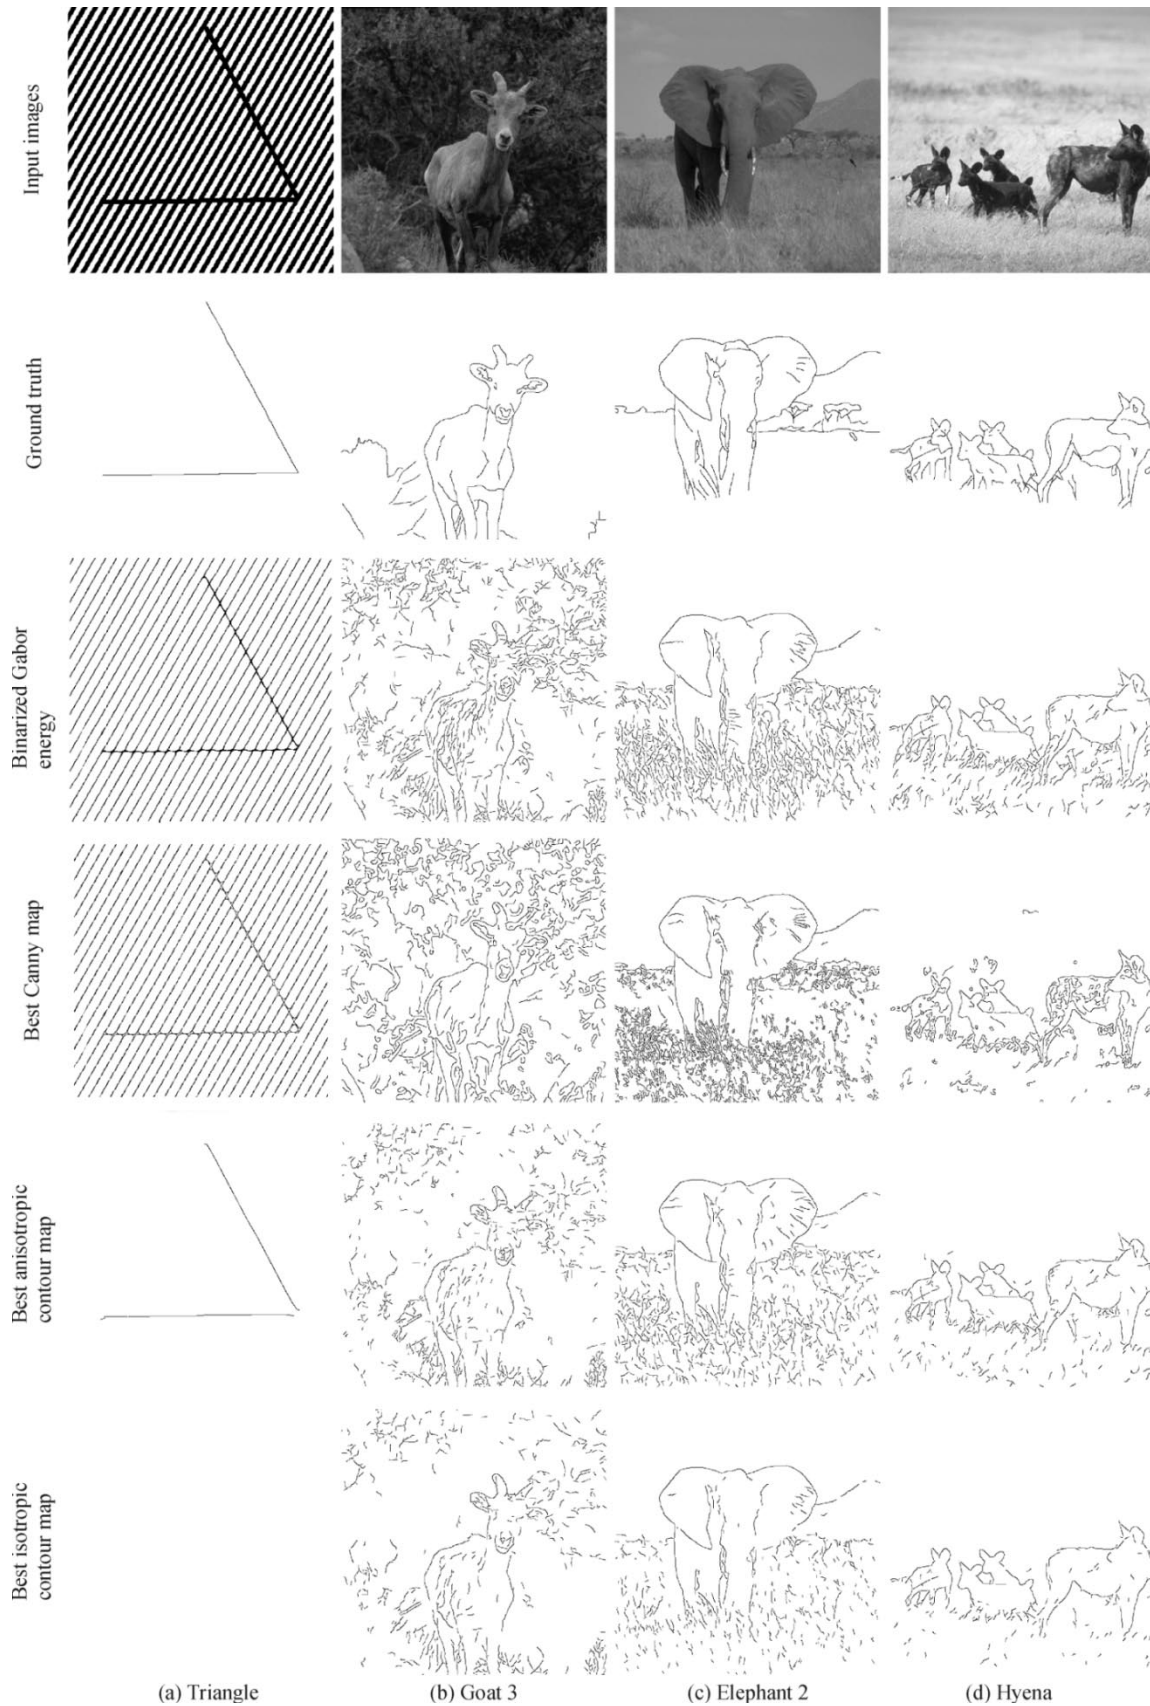 Input images
Ground truth
Binarized Gabor
energy
Best Canny map
Best anisotropic
contour map
Best isotropic
contour map
(a) Triangle
(b) Goat 3
(c) Elephant 2
(d) Hyena